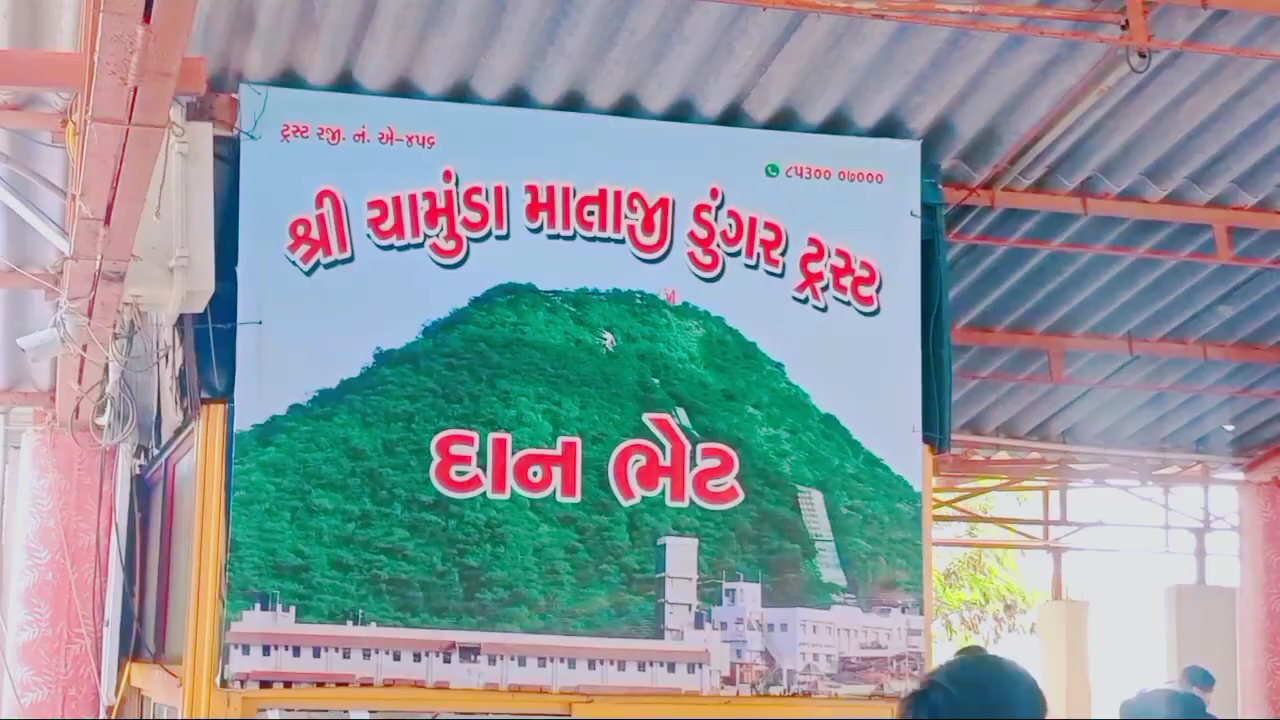 ટ્રસ્ટ રજી. નં. એ-૪૫૬
૮૫૩૦૦ ૦૭૦૦૦
શ્રી ચામુંડા માતાજી ડુંગર ટ્રસ્ટ
દાન ભેટ